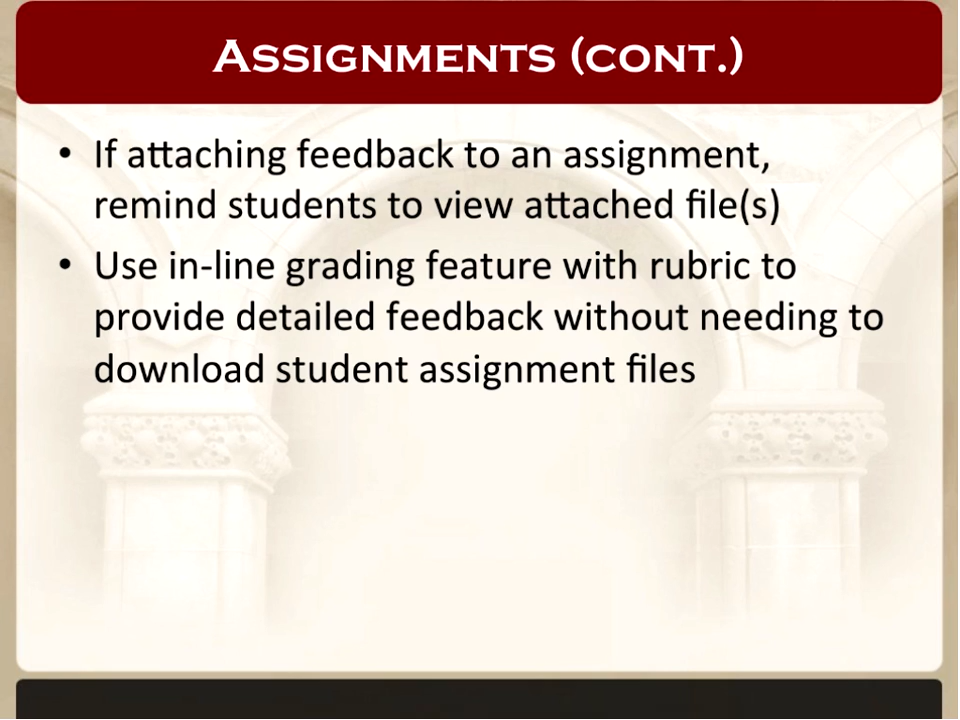 Assignments (cont.)
• If attaching feedback to an assignment,
remind students to view attached file(s)
• Use in-line grading feature with rubric to
provide detailed feedback without needing to
download student assignment files